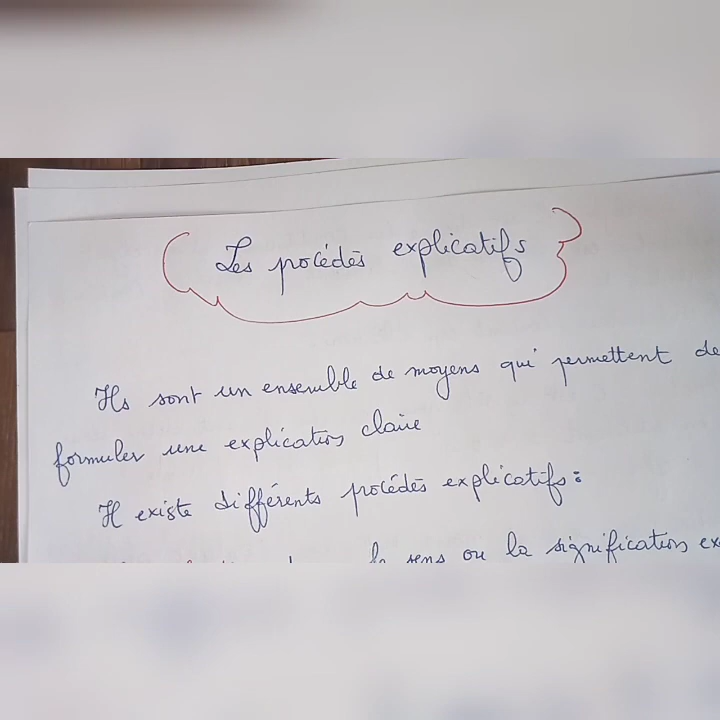 Les procédés explicatifs
Ils sont un ensemble de moyens qui permettent de
formuler une explication claire
Il existe différents procédés explicatifs :
le sens ou la signification